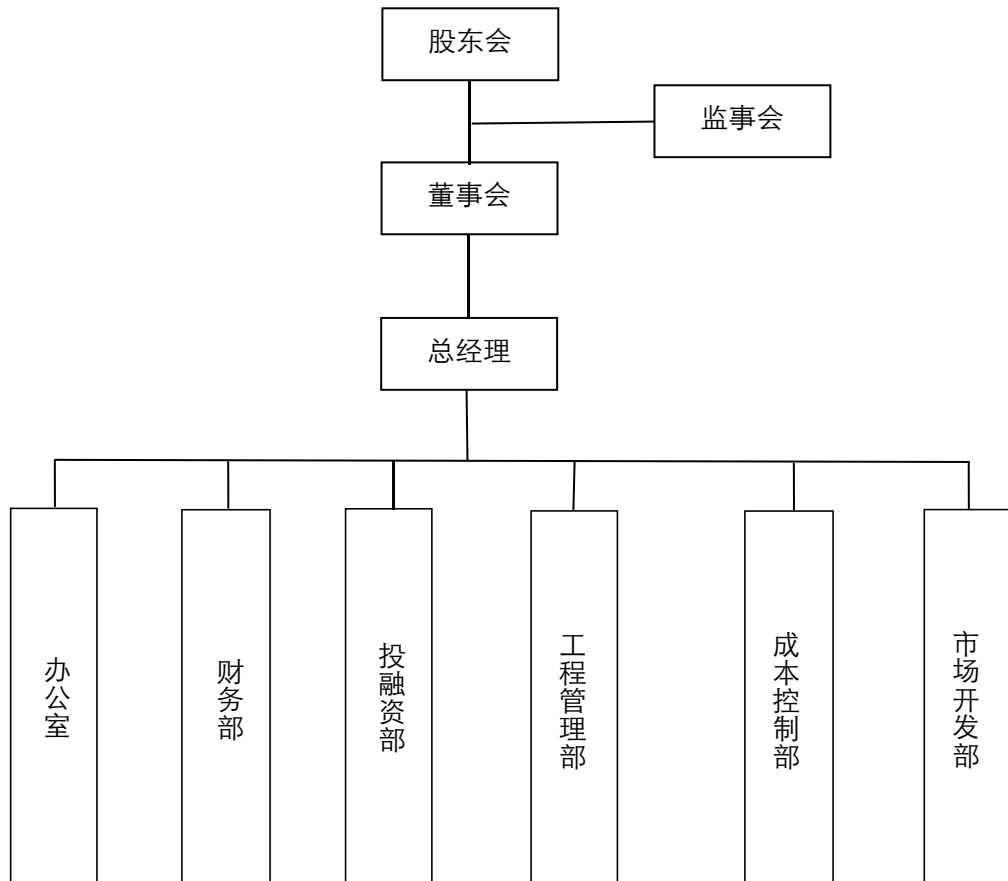 股东会
监事会
董事会
总经理
办公室
财务部
投融资部
工程管理部
成本控制部
市场开发部